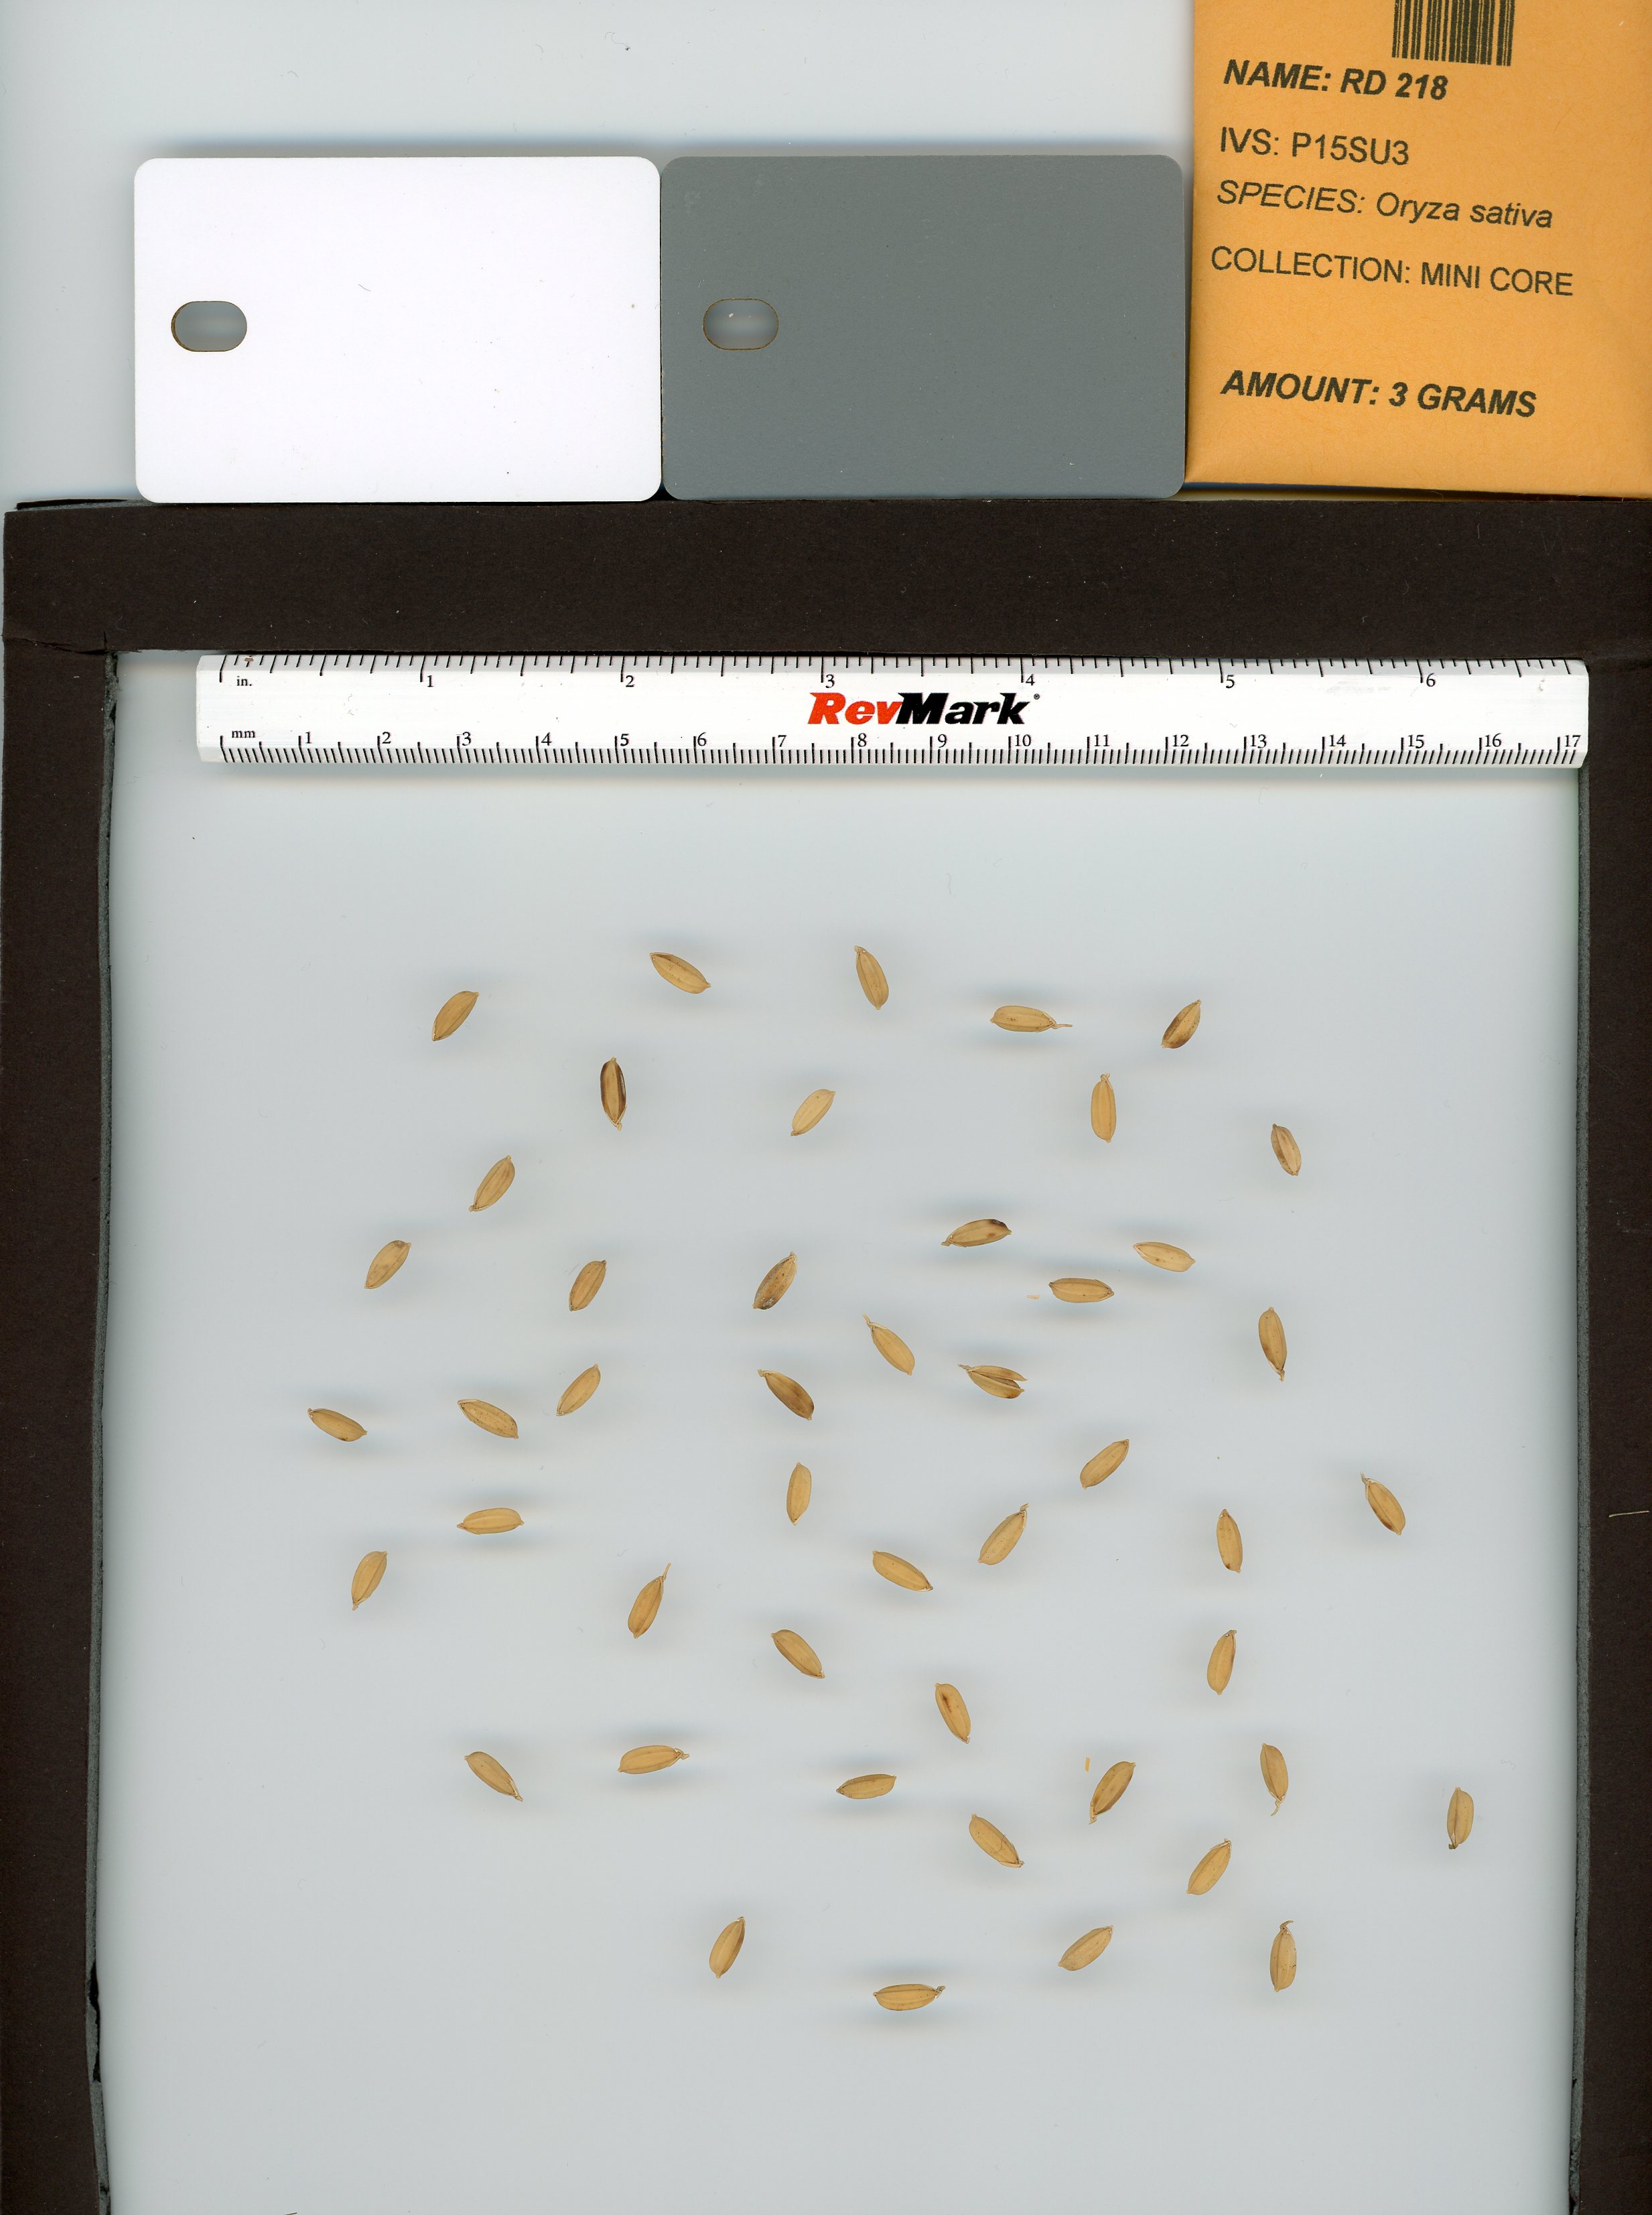 NAME: RD 218
IVS: P15SU3
SPECIES: Oryza sativa
COLLECTION: MINI CORE
AMOUNT: 3 GRAMS
in. 1 2 3 4 5 6
RevMark®
mm 1 2 3 4 5 6 7 8 9 10 11 12 13 14 15 16 17